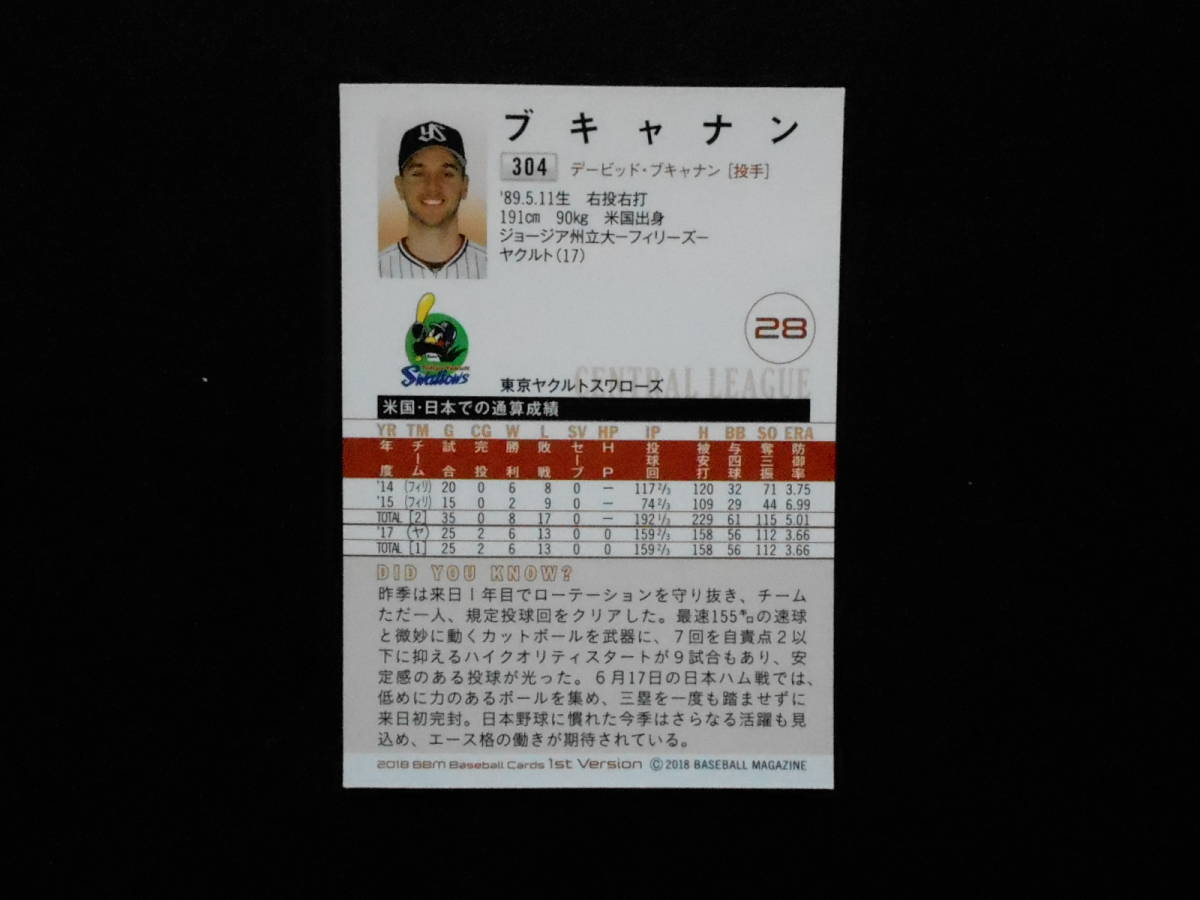 ブキャナン
304 デービッド・ブキャナン [投手]
'89.5.11生 右投右打
191cm 90kg 米国出身
ジョージア州立大ーフィリーズー
ヤクルト(17)
YS
28
Swallows
CENTRAL LEAGUE
東京ヤクルトスワローズ
米国・日本での通算成績
YR TM G CG W L SV HP IP H BB SO ERA
年度 チーム 試合 完投 勝利 敗戦 セーブ HP 投球回 被安打 与四球 奪三振 防御率
'14 (フィリ) 20 0 6 8 0 ー 117 2/3 120 32 71 3.75
'15 (フィリ) 15 0 2 9 0 ー 74 2/3 109 29 44 6.99
TOTAL [2] 35 0 8 17 0 ー 192 1/3 229 61 115 5.01
'17 (ヤ) 25 2 6 13 0 0 159 2/3 158 56 112 3.66
TOTAL [1] 25 2 6 13 0 0 159 2/3 158 56 112 3.66
DID YOU KNOW?
昨季は来日1年目でローテーションを守り抜き、チーム
ただ一人、規定投球回をクリアした。最速155㌔の速球
と微妙に動くカットボールを武器に、7回を自責点2以
下に抑えるハイクオリティスタートが9試合もあり、安
定感のある投球が光った。6月17日の日本ハム戦では、
低めに力のあるボールを集め、三塁を一度も踏ませずに
来日初完封。日本野球に慣れた今季はさらなる活躍も見
込め、エース格の働きが期待されている。
2018 BBM Baseball Cards 1st Version ©2018 BASEBALL MAGAZINE